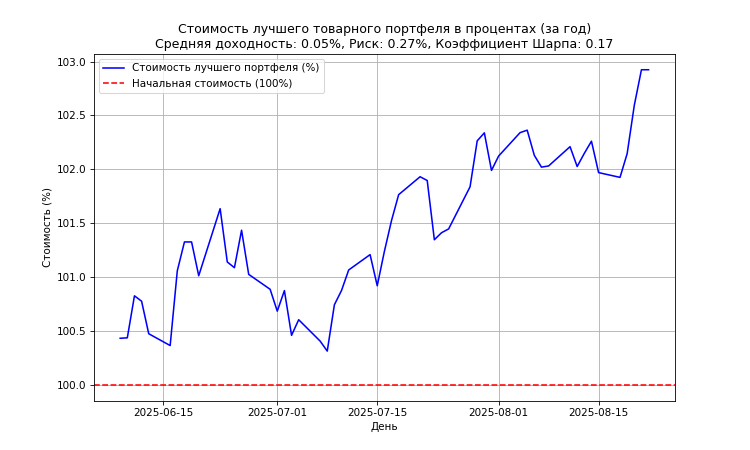 Стоимость лучшего товарного портфеля в процентах (за год)
Средняя доходность: 0.05%, Риск: 0.27%, Коэффициент Шарпа: 0.17
Стоимость лучшего портфеля (%)
Начальная стоимость (100%)
Стоимость (%)
103.0
102.5
102.0
101.5
101.0
100.5
100.0
2025-06-15
2025-07-01
2025-07-15
2025-08-01
2025-08-15
День